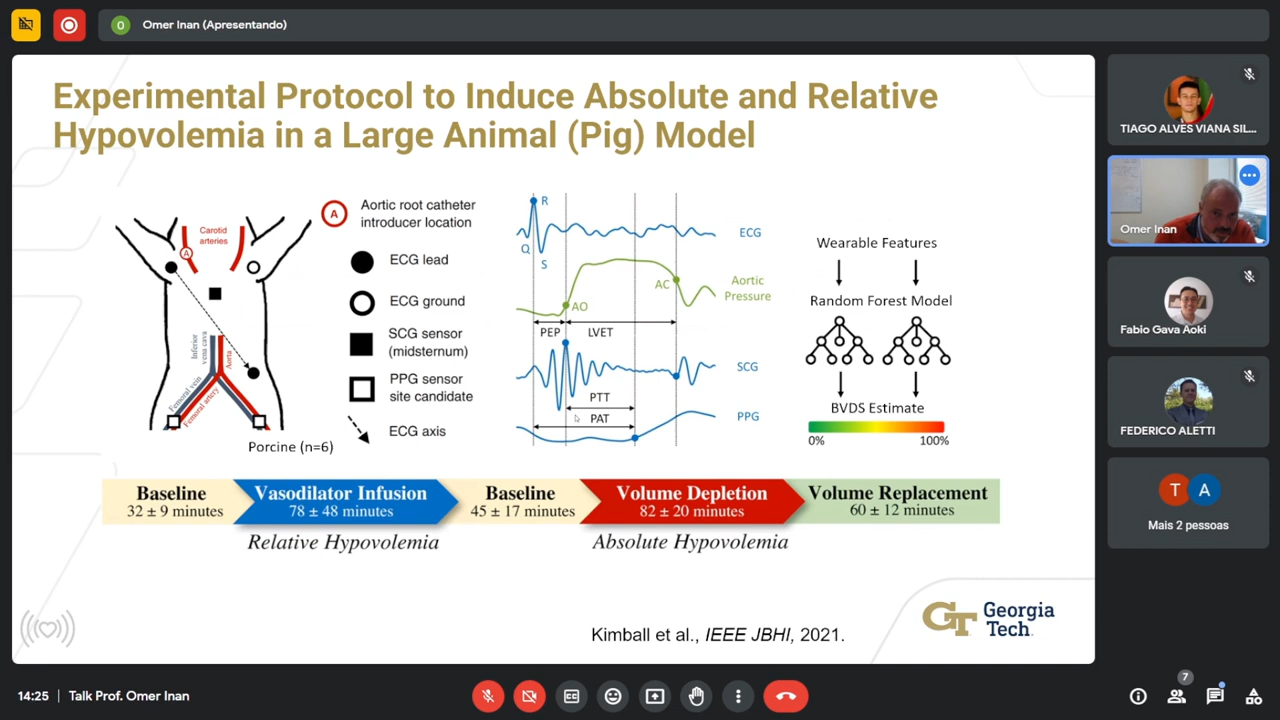 O
Omer Inan (Apresentando)
Experimental Protocol to Induce Absolute and Relative
Hypovolemia in a Large Animal (Pig) Model
Carotid
arteries
A
Inferior
vena cava
Aorta
Femoral vein
Femoral artery
Porcine (n=6)
A
Aortic root catheter
introducer location
ECG lead
ECG ground
SCG sensor
(midsternum)
PPG sensor
site candidate
ECG axis
R
Q
S
ECG
AO
AC
Aortic
Pressure
PEP
LVET
SCG
PTT
PAT
PPG
Wearable Features
Random Forest Model
BVDS Estimate
0%
100%
Baseline
32 ± 9 minutes
Vasodilator Infusion
78 ± 48 minutes
Baseline
45 ± 17 minutes
Volume Depletion
82 ± 20 minutes
Volume Replacement
60 ± 12 minutes
Relative Hypovolemia
Absolute Hypovolemia
Kimball et al., IEEE JBHI, 2021.
GT Georgia
Tech
TIAGO ALVES VIANA SIL...
Omer Inan
Fabio Gava Aoki
FEDERICO ALETTI
T
A
Mais 2 pessoas
14:25 | Talk Prof. Omer Inan
CC
7